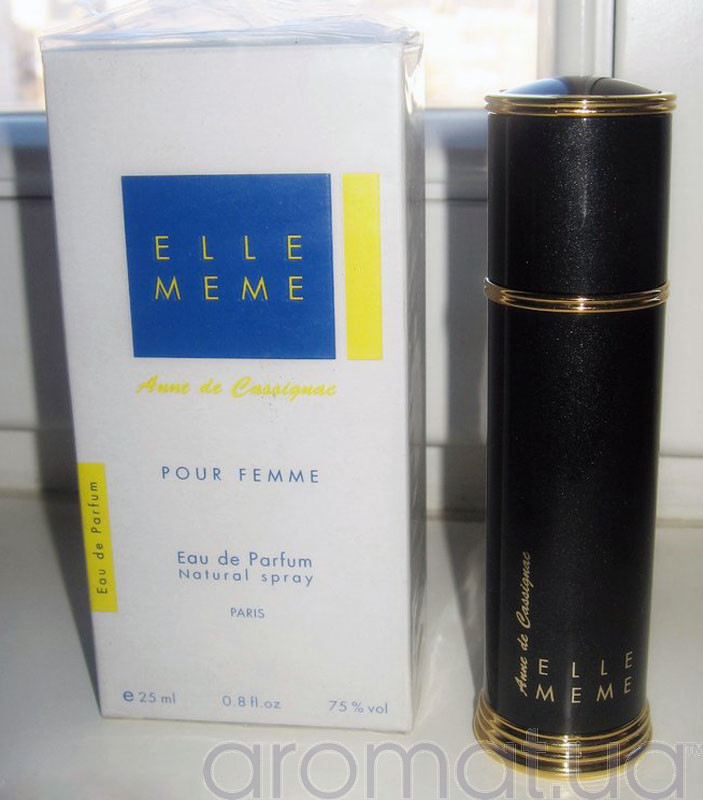 ELLE
MEME
Anne de Cassignac
POUR FEMME
Eau de Parfum
Eau de Parfum
Natural spray
PARIS
e 25 ml 0.8 fl.oz 75 % vol
Anne de Cassignac
ELLE
MEME
aromat.ua™